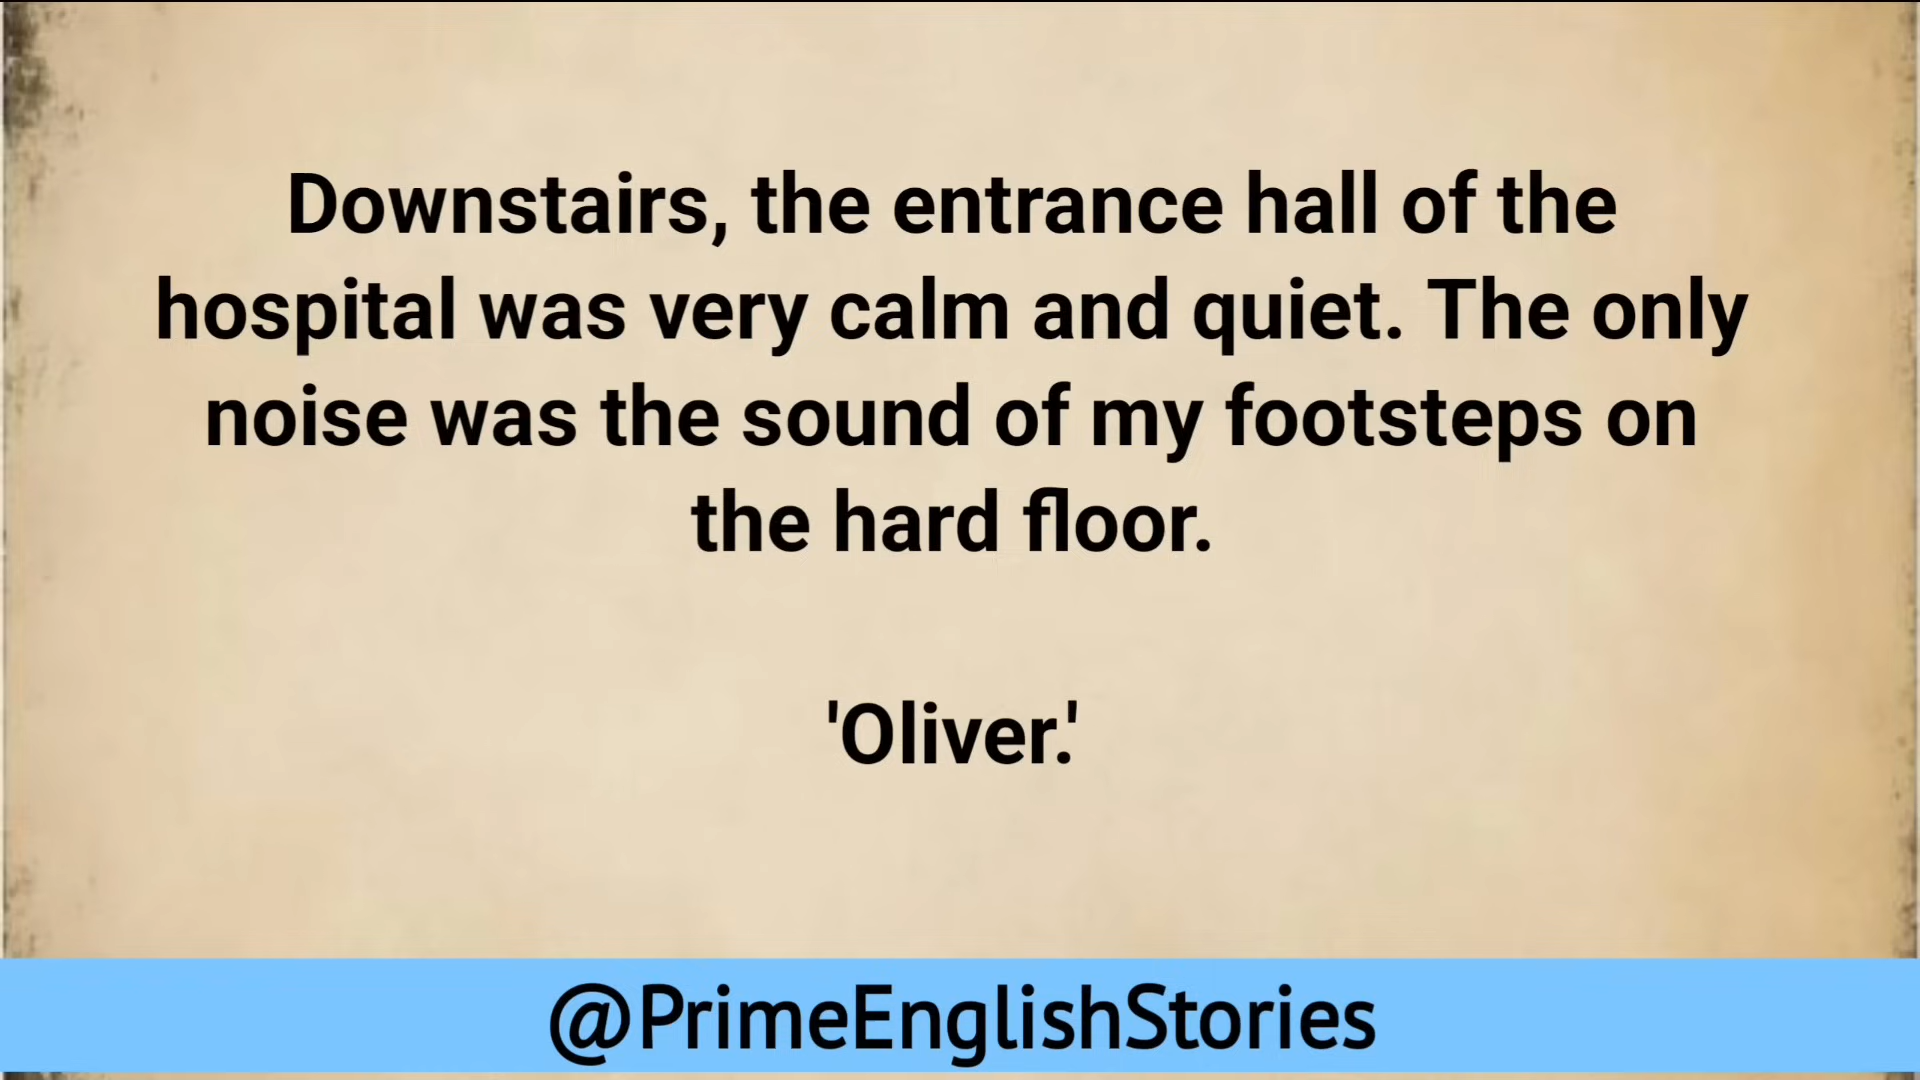 Downstairs, the entrance hall of the
hospital was very calm and quiet. The only
noise was the sound of my footsteps on
the hard floor.
'Oliver.'
@PrimeEnglishStories